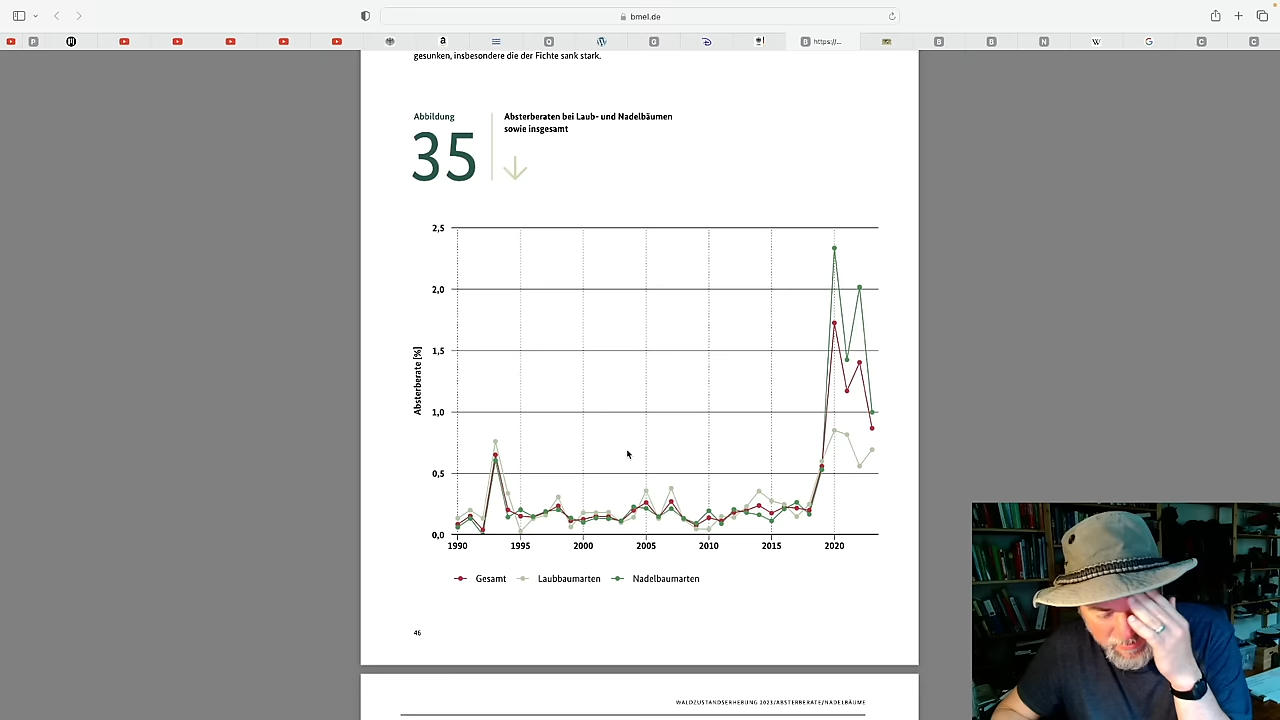 bmel.de
https://...
gesunken, insbesondere die der Fichte sank stark.
Abbildung
35
Absterberaten bei Laub- und Nadelbäumen
sowie insgesamt
2,5
2,0
1,5
1,0
0,5
0,0
Absterberate [%]
1990 1995 2000 2005 2010 2015 2020
Gesamt Laubbaumarten Nadelbaumarten
46
WALDZUSTANDSERHEBUNG 2023/ABSTERBERATE/NADELBÄUME